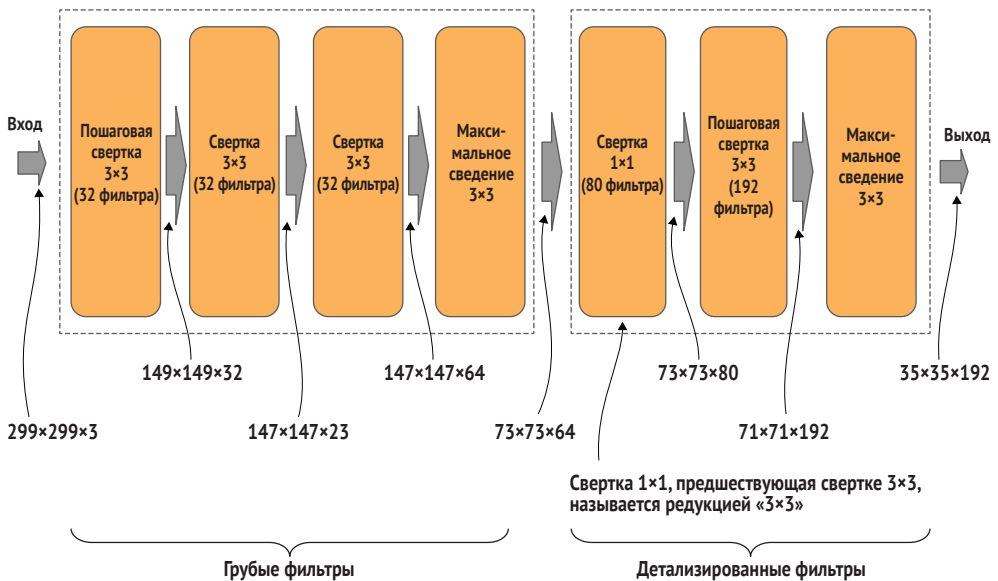 Вход
Пошаговая
свертка
3×3
(32 фильтра)
Свертка
3×3
(32 фильтра)
Свертка
3×3
(32 фильтра)
Макси-
мальное
сведение
3×3
Свертка
1×1
(80 фильтра)
Пошаговая
свертка
3×3
(192
фильтра)
Макси-
мальное
сведение
3×3
Выход
149×149×32
147×147×64
73×73×80
35×35×192
299×299×3
147×147×23
73×73×64
71×71×192
Свертка 1×1, предшествующая свертке 3×3,
называется редукцией «3×3»
Грубые фильтры
Детализированные фильтры